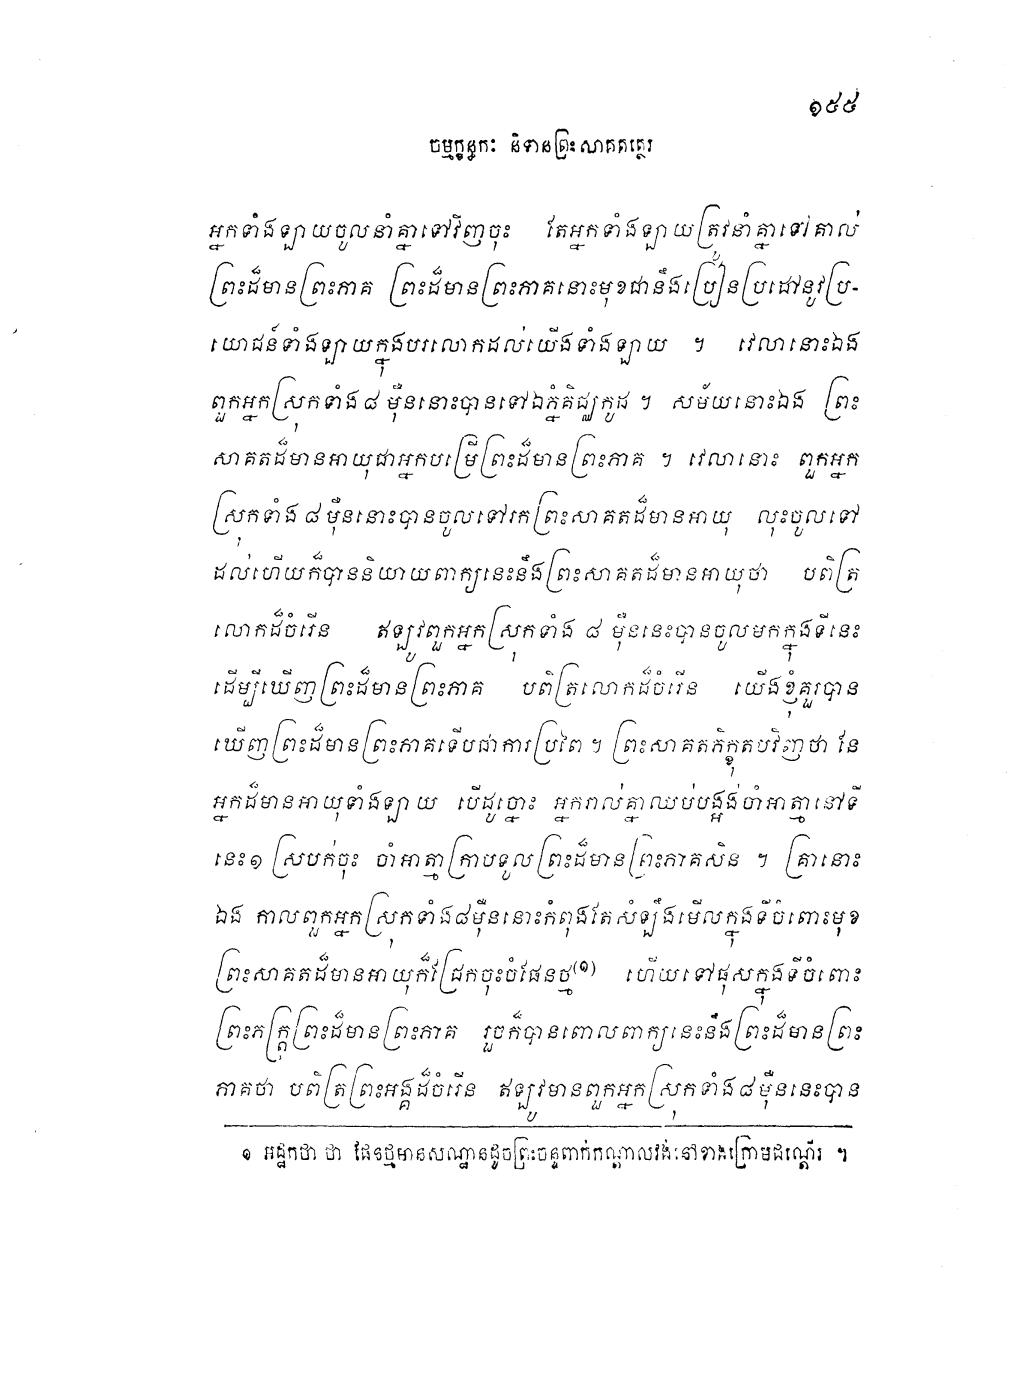 ១៥៥
ចម្មក្ខន្ធកៈ និទានព្រះសាគតត្ថេរ
អ្នកទាំងឡាយចូលនាំគ្នាទៅវិញចុះ តែអ្នកទាំងឡាយត្រូវនាំគ្នាទៅគាល់
ព្រះដ៏មានព្រះភាគ ព្រះដ៏មានព្រះភាគនោះមុខជានឹងប្រៀនប្រដៅនូវប្រ-
យោជន៍ទាំងឡាយក្នុងបរលោកដល់យើងទាំងឡាយ ។ វេលានោះឯង
ពួកអ្នកស្រុកទាំង៨ ម៉ឺននោះបានទៅឯភ្នំគិជ្ឈកូដ ។ សម័យនោះឯង ព្រះ
សាគតដ៏មានអាយុជាអ្នកបម្រើព្រះដ៏មានព្រះភាគ ។ វេលានោះ ពួកអ្នក
ស្រុកទាំង ៨ ម៉ឺននោះបានចូលទៅរកព្រះសាគតដ៏មានអាយុ លុះចូលទៅ
ដល់ហើយក៏បាននិយាយពាក្យនេះនឹងព្រះសាគតដ៏មានអាយុថា បពិត្រ
លោកដ៏ចំរើន ឥឡូវពួកអ្នកស្រុកទាំង ៨ ម៉ឺននេះបានចូលមកក្នុងទីនេះ
ដើម្បីឃើញព្រះដ៏មានព្រះភាគ បពិត្រលោកដ៏ចំរើន យើងខ្ញុំគួរបាន
ឃើញព្រះដ៏មានព្រះភាគទើបជាការប្រពៃ ។ ព្រះសាគតភិក្ខុតបវិញថា នែ
អ្នកដ៏មានអាយុទាំងឡាយ បើដូច្នោះ អ្នករាល់គ្នាឈប់បង្អង់ចាំអាត្មានៅទី
នេះ១ ស្របក់ចុះ ចាំអាត្មាក្រាបទូលព្រះដ៏មានព្រះភាគសិន ។ គ្រានោះ
ឯង កាលពួកអ្នកស្រុកទាំង៨ម៉ឺននោះកំពុងតែសំឡឹងមើលក្នុងទីចំពោះមុខ
ព្រះសាគតដ៏មានអាយុក៏ជ្រែកចុះចំផែនថ្ម(១) ហើយទៅផុសក្នុងទីចំពោះ
ព្រះភក្ត្រព្រះដ៏មានព្រះភាគ រួចក៏បានពោលពាក្យនេះនឹងព្រះដ៏មានព្រះ
ភាគថា បពិត្រព្រះអង្គដ៏ចំរើន ឥឡូវមានពួកអ្នកស្រុកទាំង៨ម៉ឺននេះបាន
១ អដ្ឋកថា ថា ផែនថ្មមានសណ្ឋានដូចព្រះចន្ទពាក់កណ្តាលវង់នៅខាងក្រោមជណ្តើរ ។